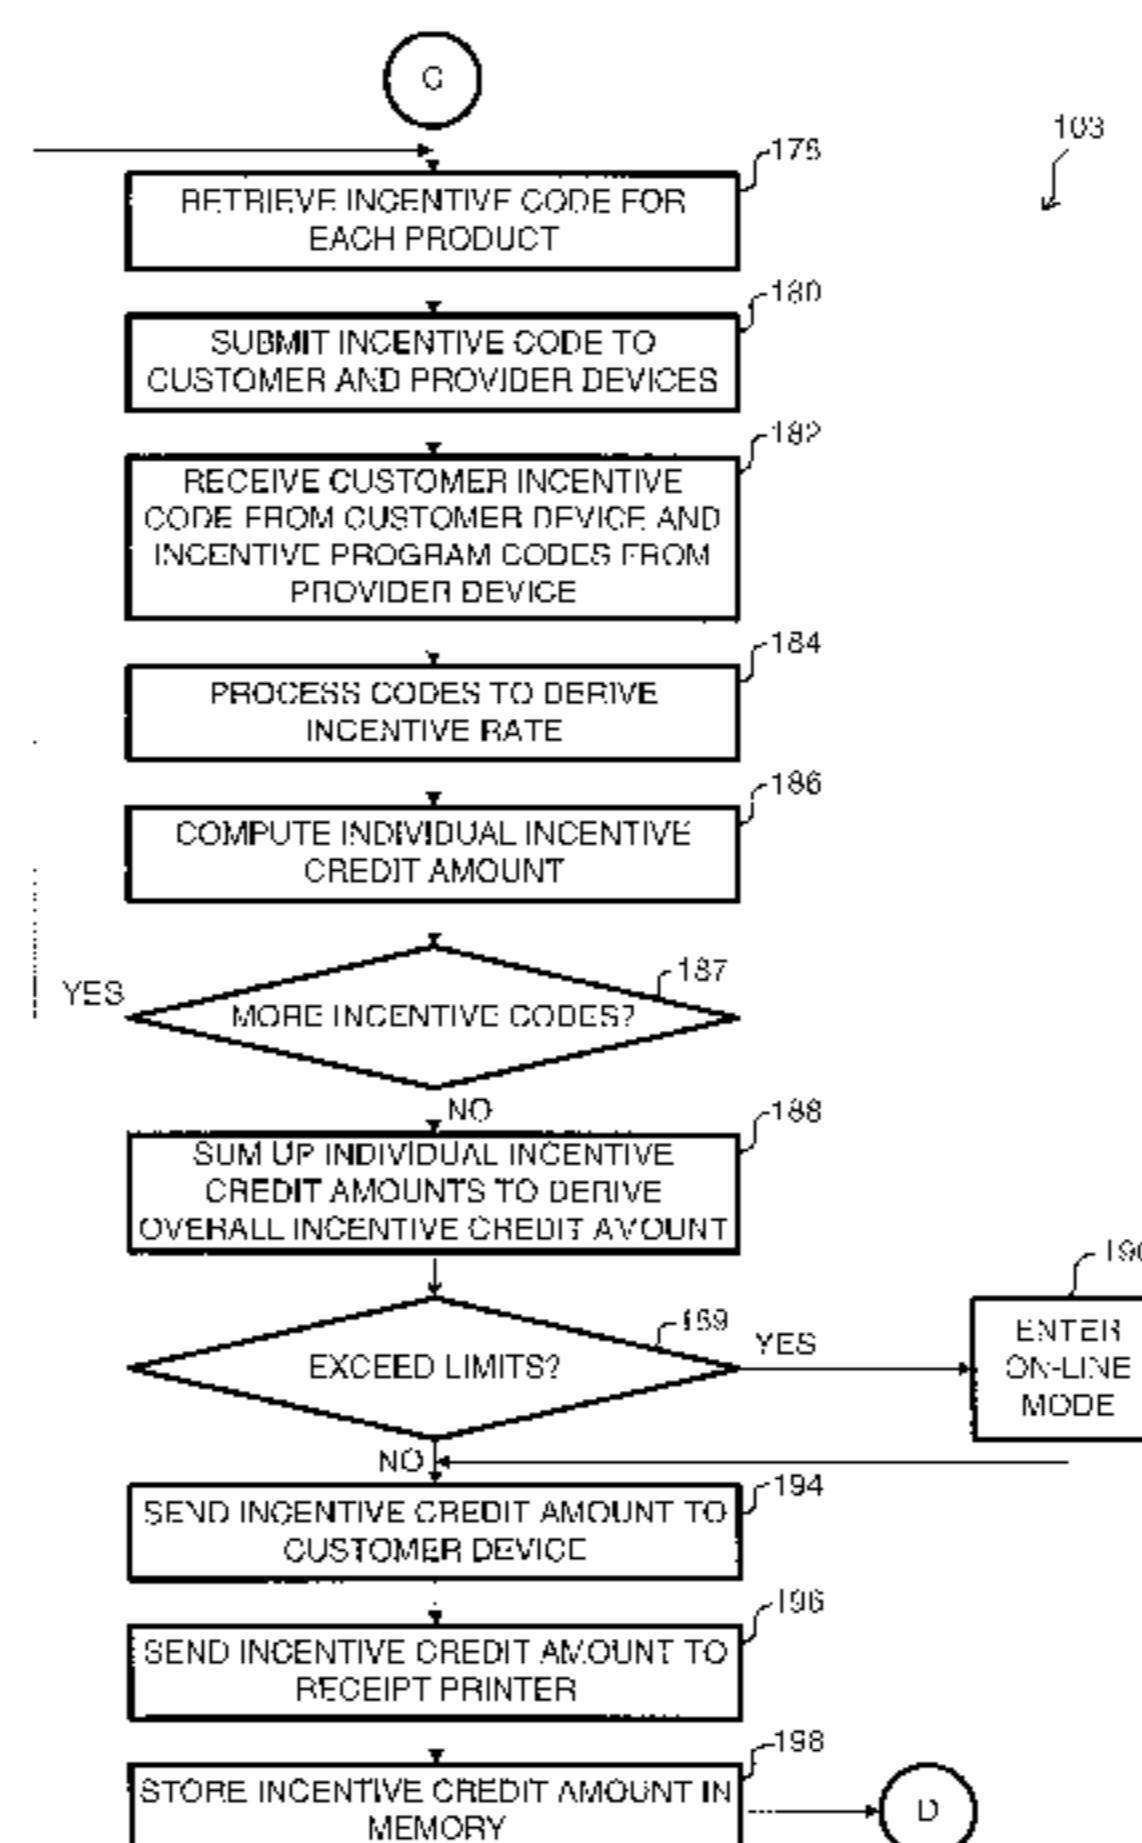 C
103
178
RETRIEVE INCENTIVE CODE FOR
EACH PRODUCT
180
SUBMIT INCENTIVE CODE TO
CUSTOMER AND PROVIDER DEVICES
182
RECEIVE CUSTOMER INCENTIVE
CODE FROM CUSTOMER DEVICE AND
INCENTIVE PROGRAM CODES FROM
PROVIDER DEVICE
184
PROCESS CODES TO DERIVE
INCENTIVE RATE
186
COMPUTE INDIVIDUAL INCENTIVE
CREDIT AMOUNT
187
YES
MORE INCENTIVE CODES?
NO
188
SUM UP INDIVIDUAL INCENTIVE
CREDIT AMOUNTS TO DERIVE
OVERALL INCENTIVE CREDIT AMOUNT
190
189
YES
EXCEED LIMITS?
ENTER
ON-LINE
MODE
NO
194
SEND INCENTIVE CREDIT AMOUNT TO
CUSTOMER DEVICE
196
SEND INCENTIVE CREDIT AMOUNT TO
RECEIPT PRINTER
198
STORE INCENTIVE CREDIT AMOUNT IN
MEMORY
D